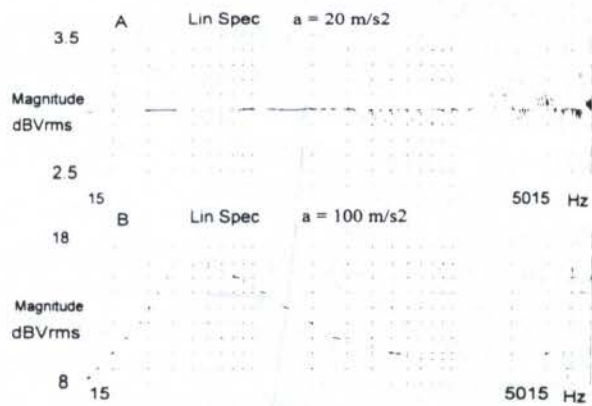 A Lin Spec a = 20 m/s2
3.5
Magnitude
dBVrms
2.5
15 5015 Hz
B Lin Spec a = 100 m/s2
18
Magnitude
dBVrms
8
15 5015 Hz